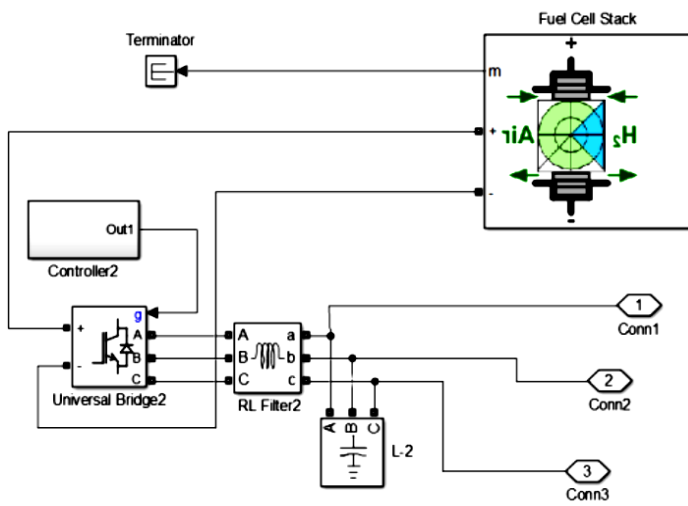 Fuel Cell Stack
Terminator
+
m
+
Air
H₂
-
-
Out1
Controller2
g
+
A
B
C
-
Universal Bridge2
A
B
C
a
b
c
RL Filter2
A
B
C
L-2
1
Conn1
2
Conn2
3
Conn3